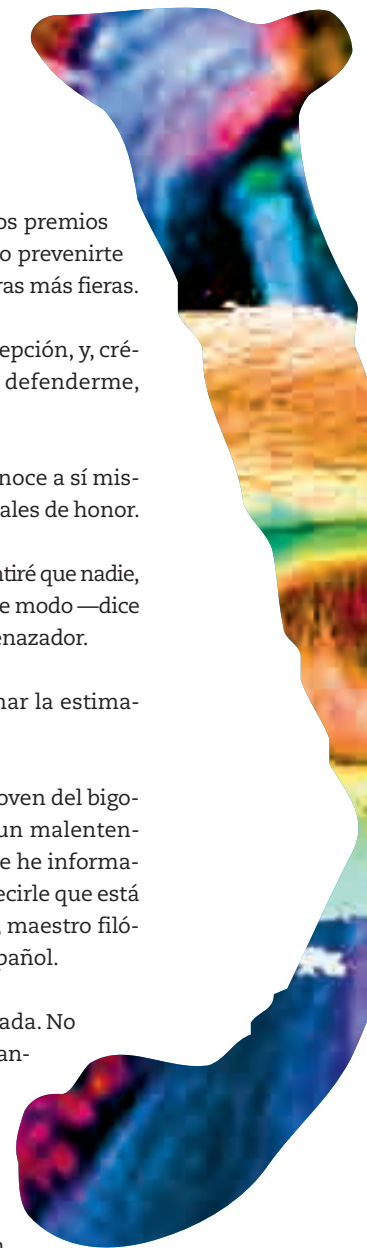 os premios
o prevenirte
ras más fieras.
epción, y, cré-
defenderme,
noce a sí mis-
ales de honor.
ntiré que nadie,
e modo —dice
enazador.
nar la estima-
oven del bigo-
un malenten-
e he informa-
ecirle que está
, maestro filó-
pañol.
ada. No
an-